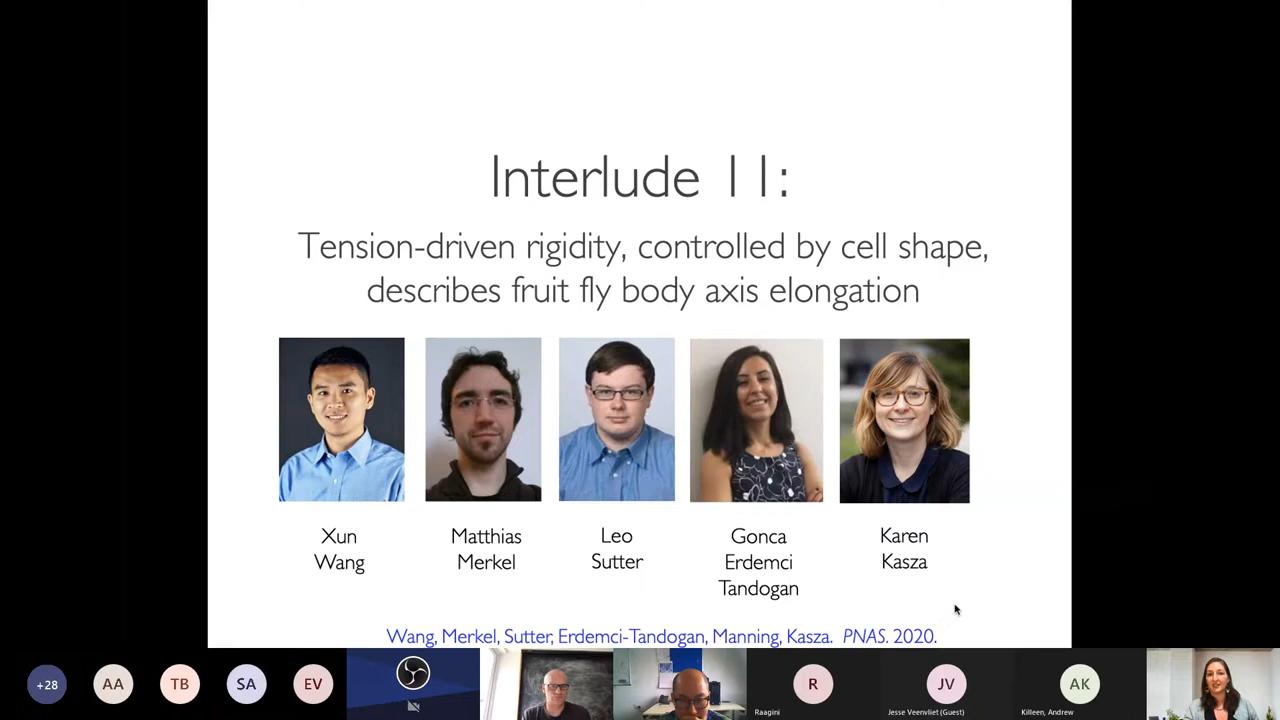 Interlude 11:
Tension-driven rigidity, controlled by cell shape,
describes fruit fly body axis elongation
Xun
Wang
Matthias
Merkel
Leo
Sutter
Gonca
Erdemci
Tandogan
Karen
Kasza
Wang, Merkel, Sutter, Erdemci-Tandogan, Manning, Kasza. PNAS. 2020.
+28
AA
TB
SA
EV
R
Raagini
JV
Jesse Veenvliet (Guest)
AK
Killeen, Andrew